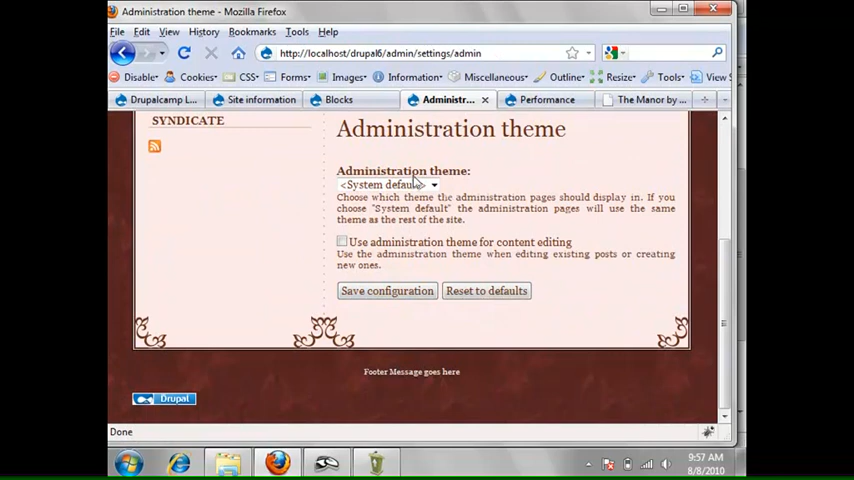 Administration theme - Mozilla Firefox
File Edit View History Bookmarks Tools Help
http://localhost/drupal6/admin/settings/admin
Disable Cookies CSS Forms Images Information Miscellaneous Outline Resize Tools View S
Drupalcamp L... Site information Blocks Administr... Performance The Manor by ...
SYNDICATE
Administration theme
Administration theme:
<System default>
Choose which theme the administration pages should display in. If you
choose "System default" the administration pages will use the same
theme as the rest of the site.
Use administration theme for content editing
Use the administration theme when editing existing posts or creating
new ones.
Save configuration Reset to defaults
Footer Message goes here
Drupal
Done
9:57 AM
8/8/2010